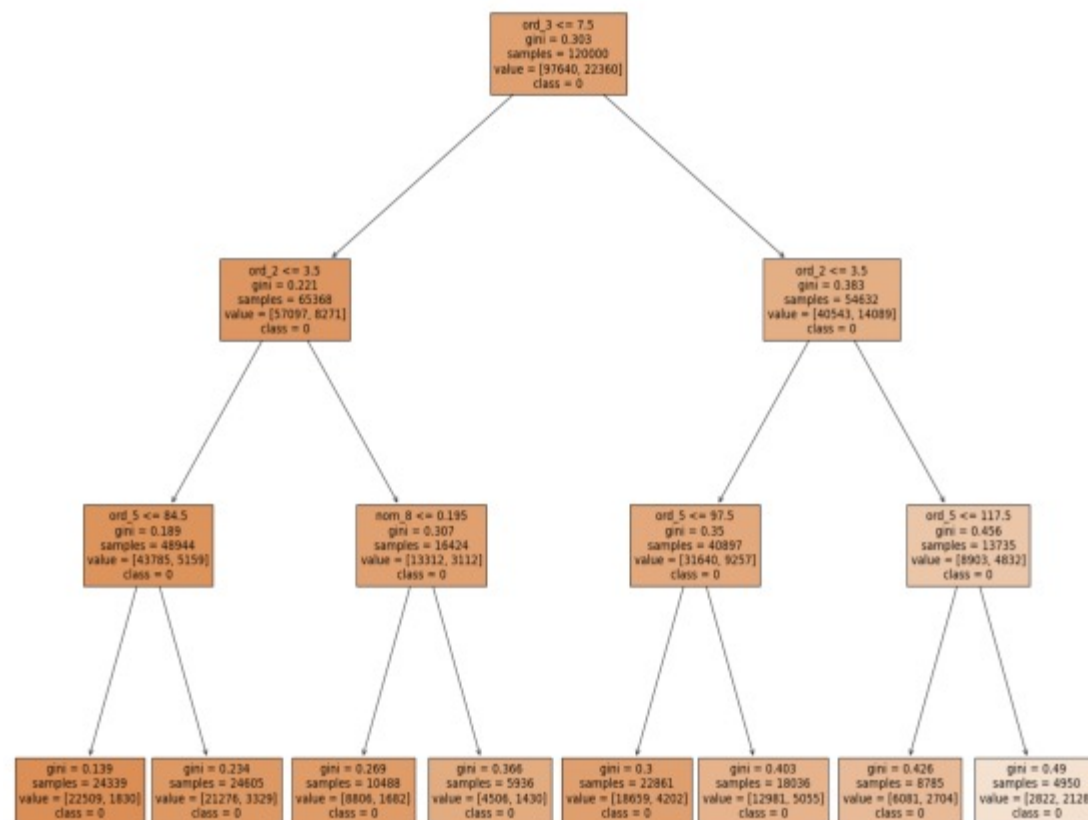 ord_3 <= 7.5
gini = 0.303
samples = 120000
value = [97640, 22360]
class = 0
ord_2 <= 3.5
gini = 0.221
samples = 65368
value = [57097, 8271]
class = 0
ord_2 <= 3.5
gini = 0.383
samples = 54632
value = [40543, 14089]
class = 0
ord_5 <= 84.5
gini = 0.189
samples = 48944
value = [43785, 5159]
class = 0
nom_8 <= 0.195
gini = 0.307
samples = 16424
value = [13312, 3112]
class = 0
ord_5 <= 97.5
gini = 0.35
samples = 40897
value = [31640, 9257]
class = 0
ord_5 <= 117.5
gini = 0.456
samples = 13735
value = [8903, 4832]
class = 0
gini = 0.139
samples = 24339
value = [22509, 1830]
class = 0
gini = 0.234
samples = 24605
value = [21276, 3329]
class = 0
gini = 0.269
samples = 10488
value = [8806, 1682]
class = 0
gini = 0.366
samples = 5936
value = [4506, 1430]
class = 0
gini = 0.3
samples = 22861
value = [18659, 4202]
class = 0
gini = 0.403
samples = 18036
value = [12981, 5055]
class = 0
gini = 0.426
samples = 8785
value = [6081, 2704]
class = 0
gini = 0.49
samples = 4950
value = [2822, 2128
class = 0